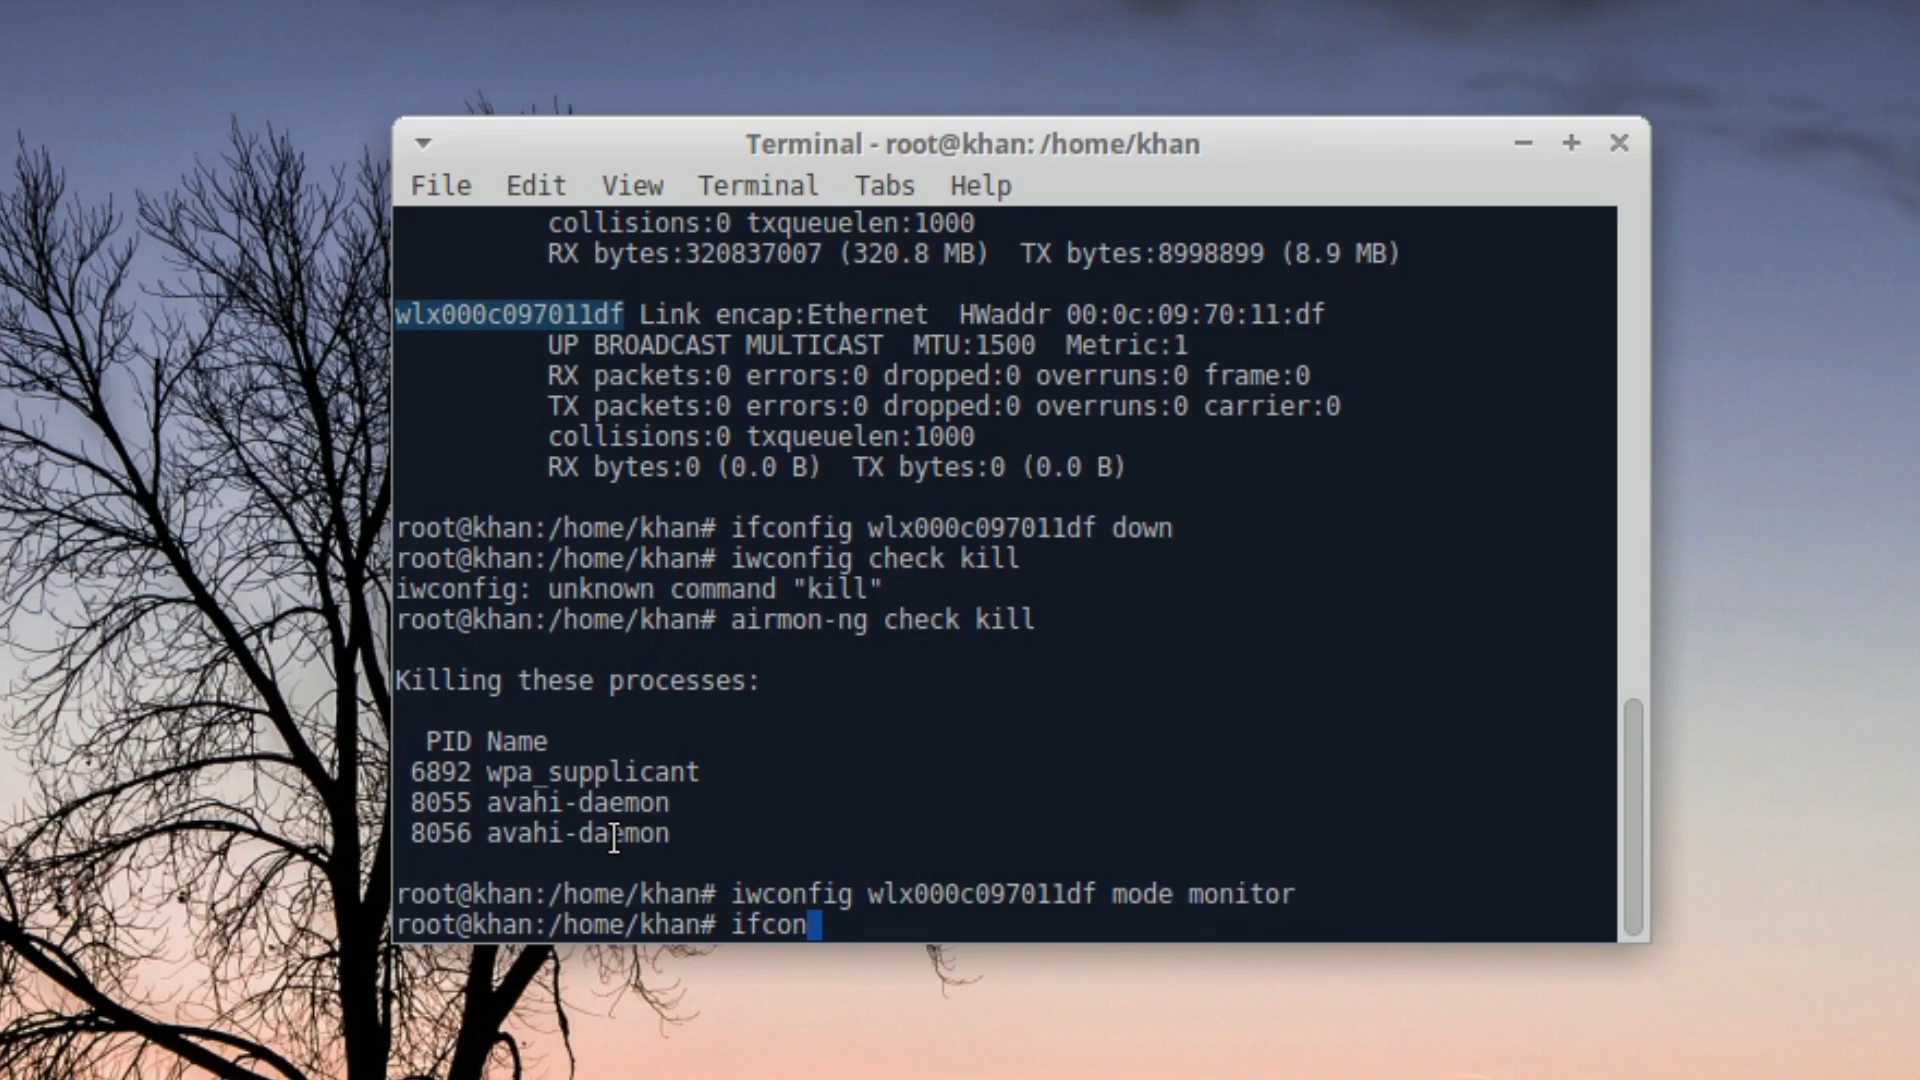 Terminal - root@khan: /home/khan
File Edit View Terminal Tabs Help
collisions:0 txqueuelen:1000
RX bytes:320837007 (320.8 MB)  TX bytes:8998899 (8.9 MB)
wlx000c097011df Link encap:Ethernet  HWaddr 00:0c:09:70:11:df
UP BROADCAST MULTICAST  MTU:1500  Metric:1
RX packets:0 errors:0 dropped:0 overruns:0 frame:0
TX packets:0 errors:0 dropped:0 overruns:0 carrier:0
collisions:0 txqueuelen:1000
RX bytes:0 (0.0 B)  TX bytes:0 (0.0 B)
root@khan:/home/khan# ifconfig wlx000c097011df down
root@khan:/home/khan# iwconfig check kill
iwconfig: unknown command "kill"
root@khan:/home/khan# airmon-ng check kill
Killing these processes:
PID Name
6892 wpa_supplicant
8055 avahi-daemon
8056 avahi-daemon
root@khan:/home/khan# iwconfig wlx000c097011df mode monitor
root@khan:/home/khan# ifcon